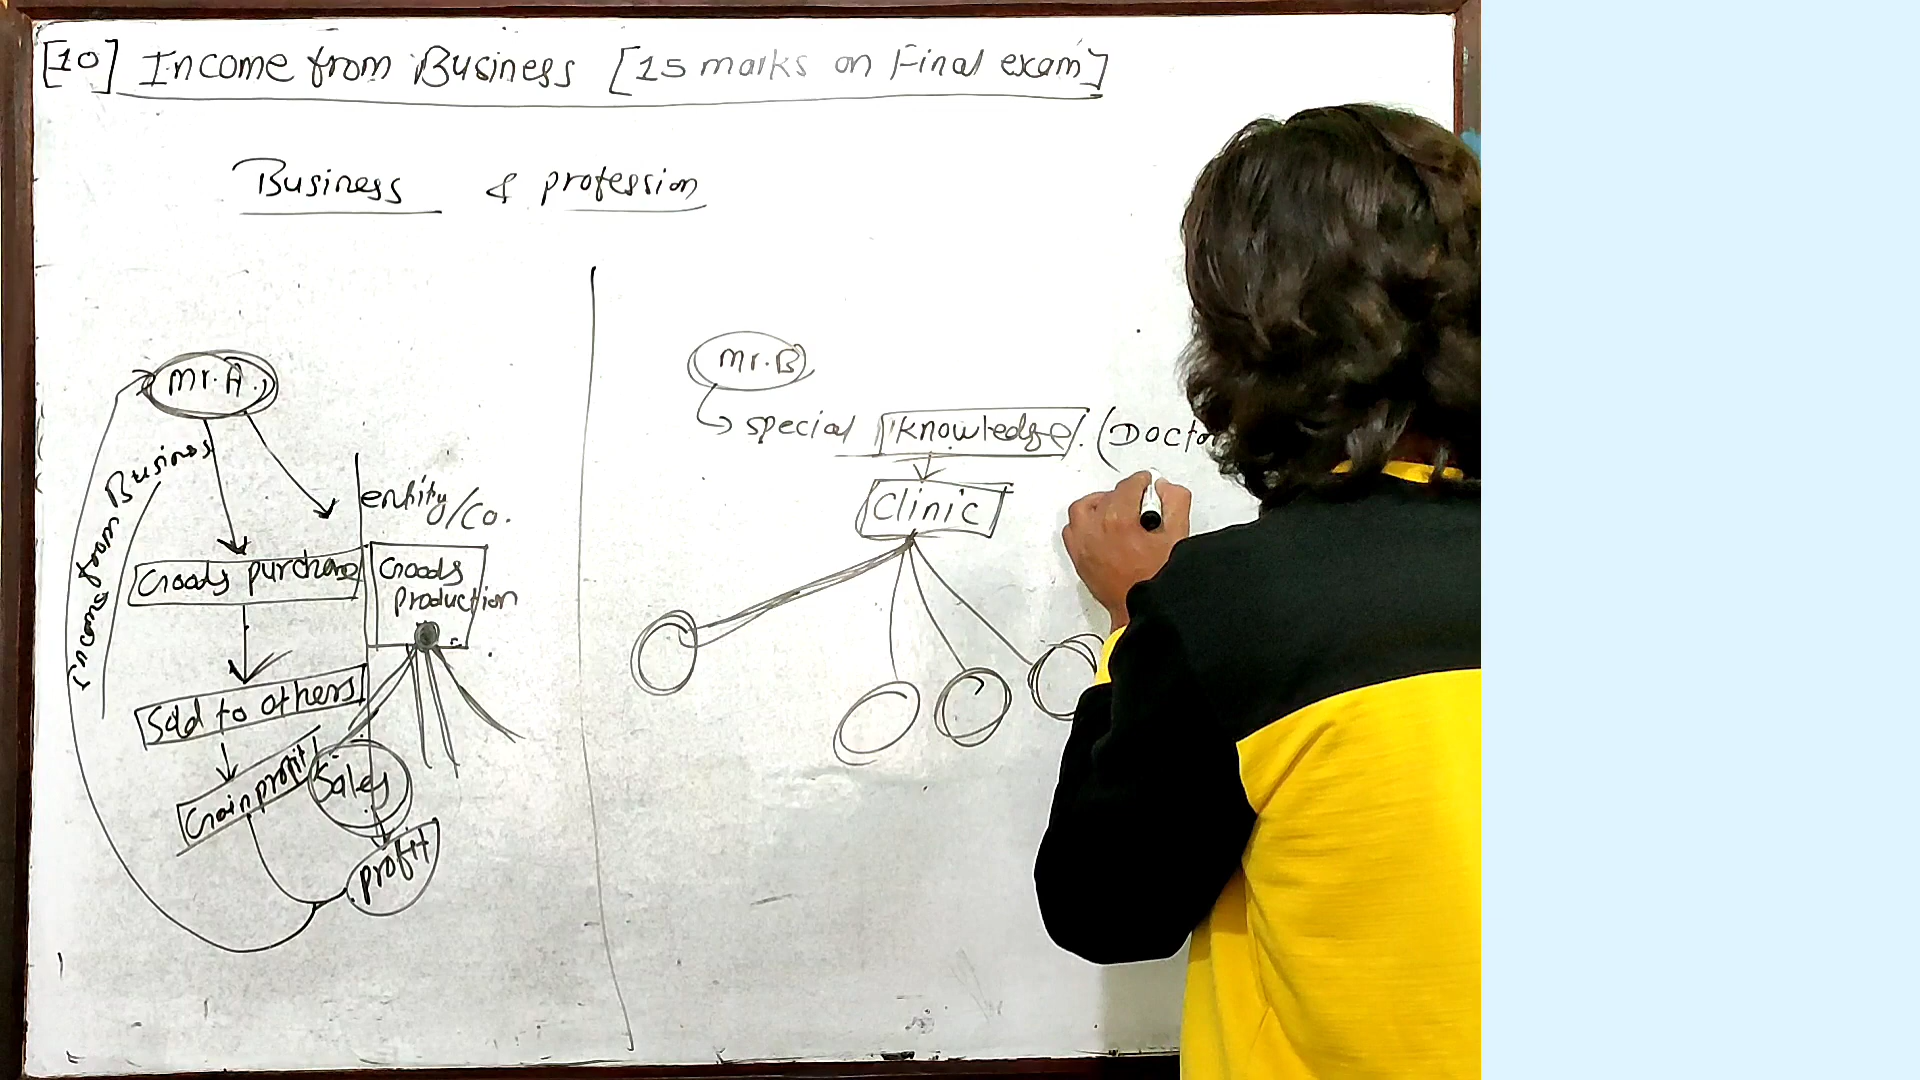 [10] Income from Business [15 marks on Final exam]
Business & profession
Mr. A.
Income from Business
entity/Co.
Goods purchase
Goods
production
Sold to others
Gain profit
Sales
profit
Mr. B
special knowledge. (Doctor
Clinic